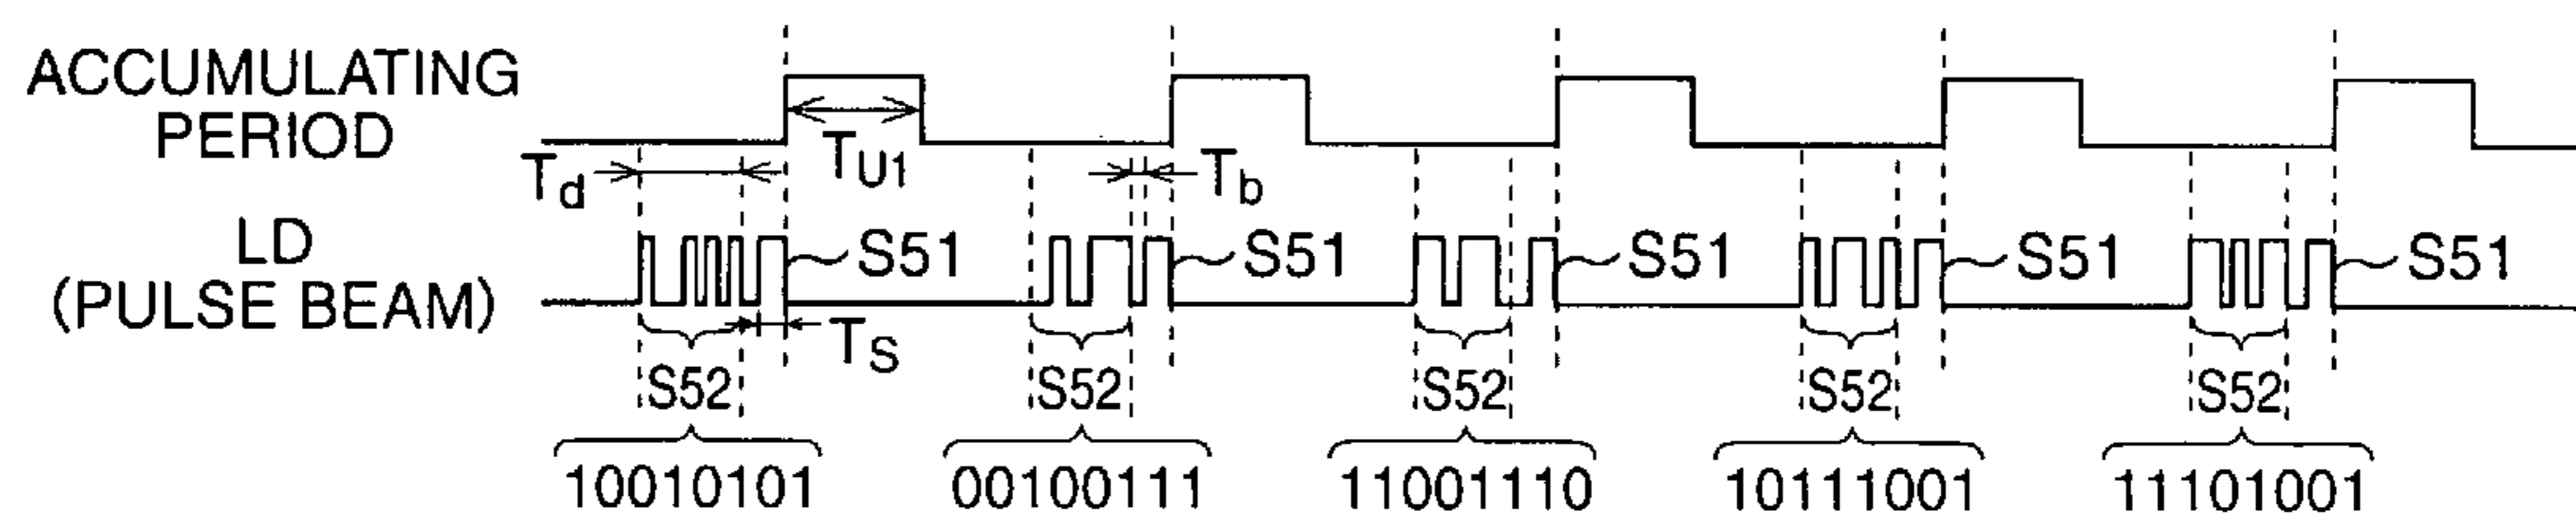 ACCUMULATING
PERIOD
Td
TU1
Tb
LD
(PULSE BEAM)
S51
S51
S51
S51
S51
TS
S52
S52
S52
S52
S52
10010101
00100111
11001110
10111001
11101001